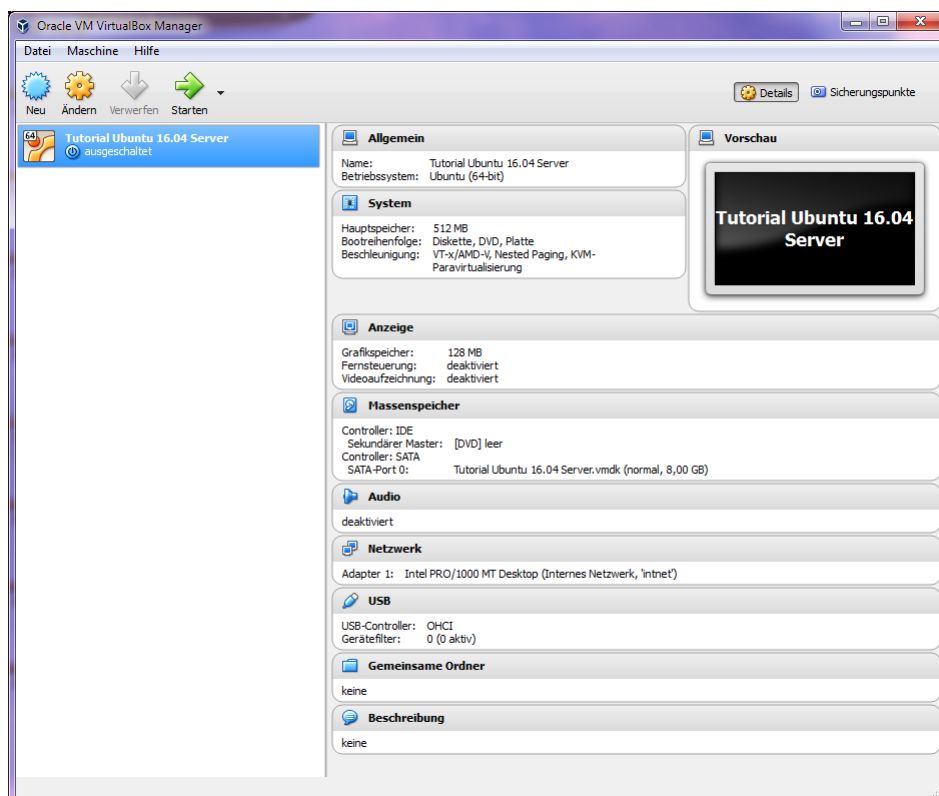 Oracle VM VirtualBox Manager
Datei Maschine Hilfe
Neu Ändern Verwerfen Starten
Details Sicherungspunkte
64
Tutorial Ubuntu 16.04 Server
ausgeschaltet
Allgemein
Name: Tutorial Ubuntu 16.04 Server
Betriebssystem: Ubuntu (64-bit)
System
Hauptspeicher: 512 MB
Bootreihenfolge: Diskette, DVD, Platte
Beschleunigung: VT-x/AMD-V, Nested Paging, KVM-
Paravirtualisierung
Vorschau
Tutorial Ubuntu 16.04
Server
Anzeige
Grafikspeicher: 128 MB
Fernsteuerung: deaktiviert
Videoaufzeichnung: deaktiviert
Massenspeicher
Controller: IDE
Sekundärer Master: [DVD] leer
Controller: SATA
SATA-Port 0: Tutorial Ubuntu 16.04 Server.vmdk (normal, 8,00 GB)
Audio
deaktiviert
Netzwerk
Adapter 1: Intel PRO/1000 MT Desktop (Internes Netzwerk, 'intnet')
USB
USB-Controller: OHCI
Gerätefilter: 0 (0 aktiv)
Gemeinsame Ordner
keine
Beschreibung
keine